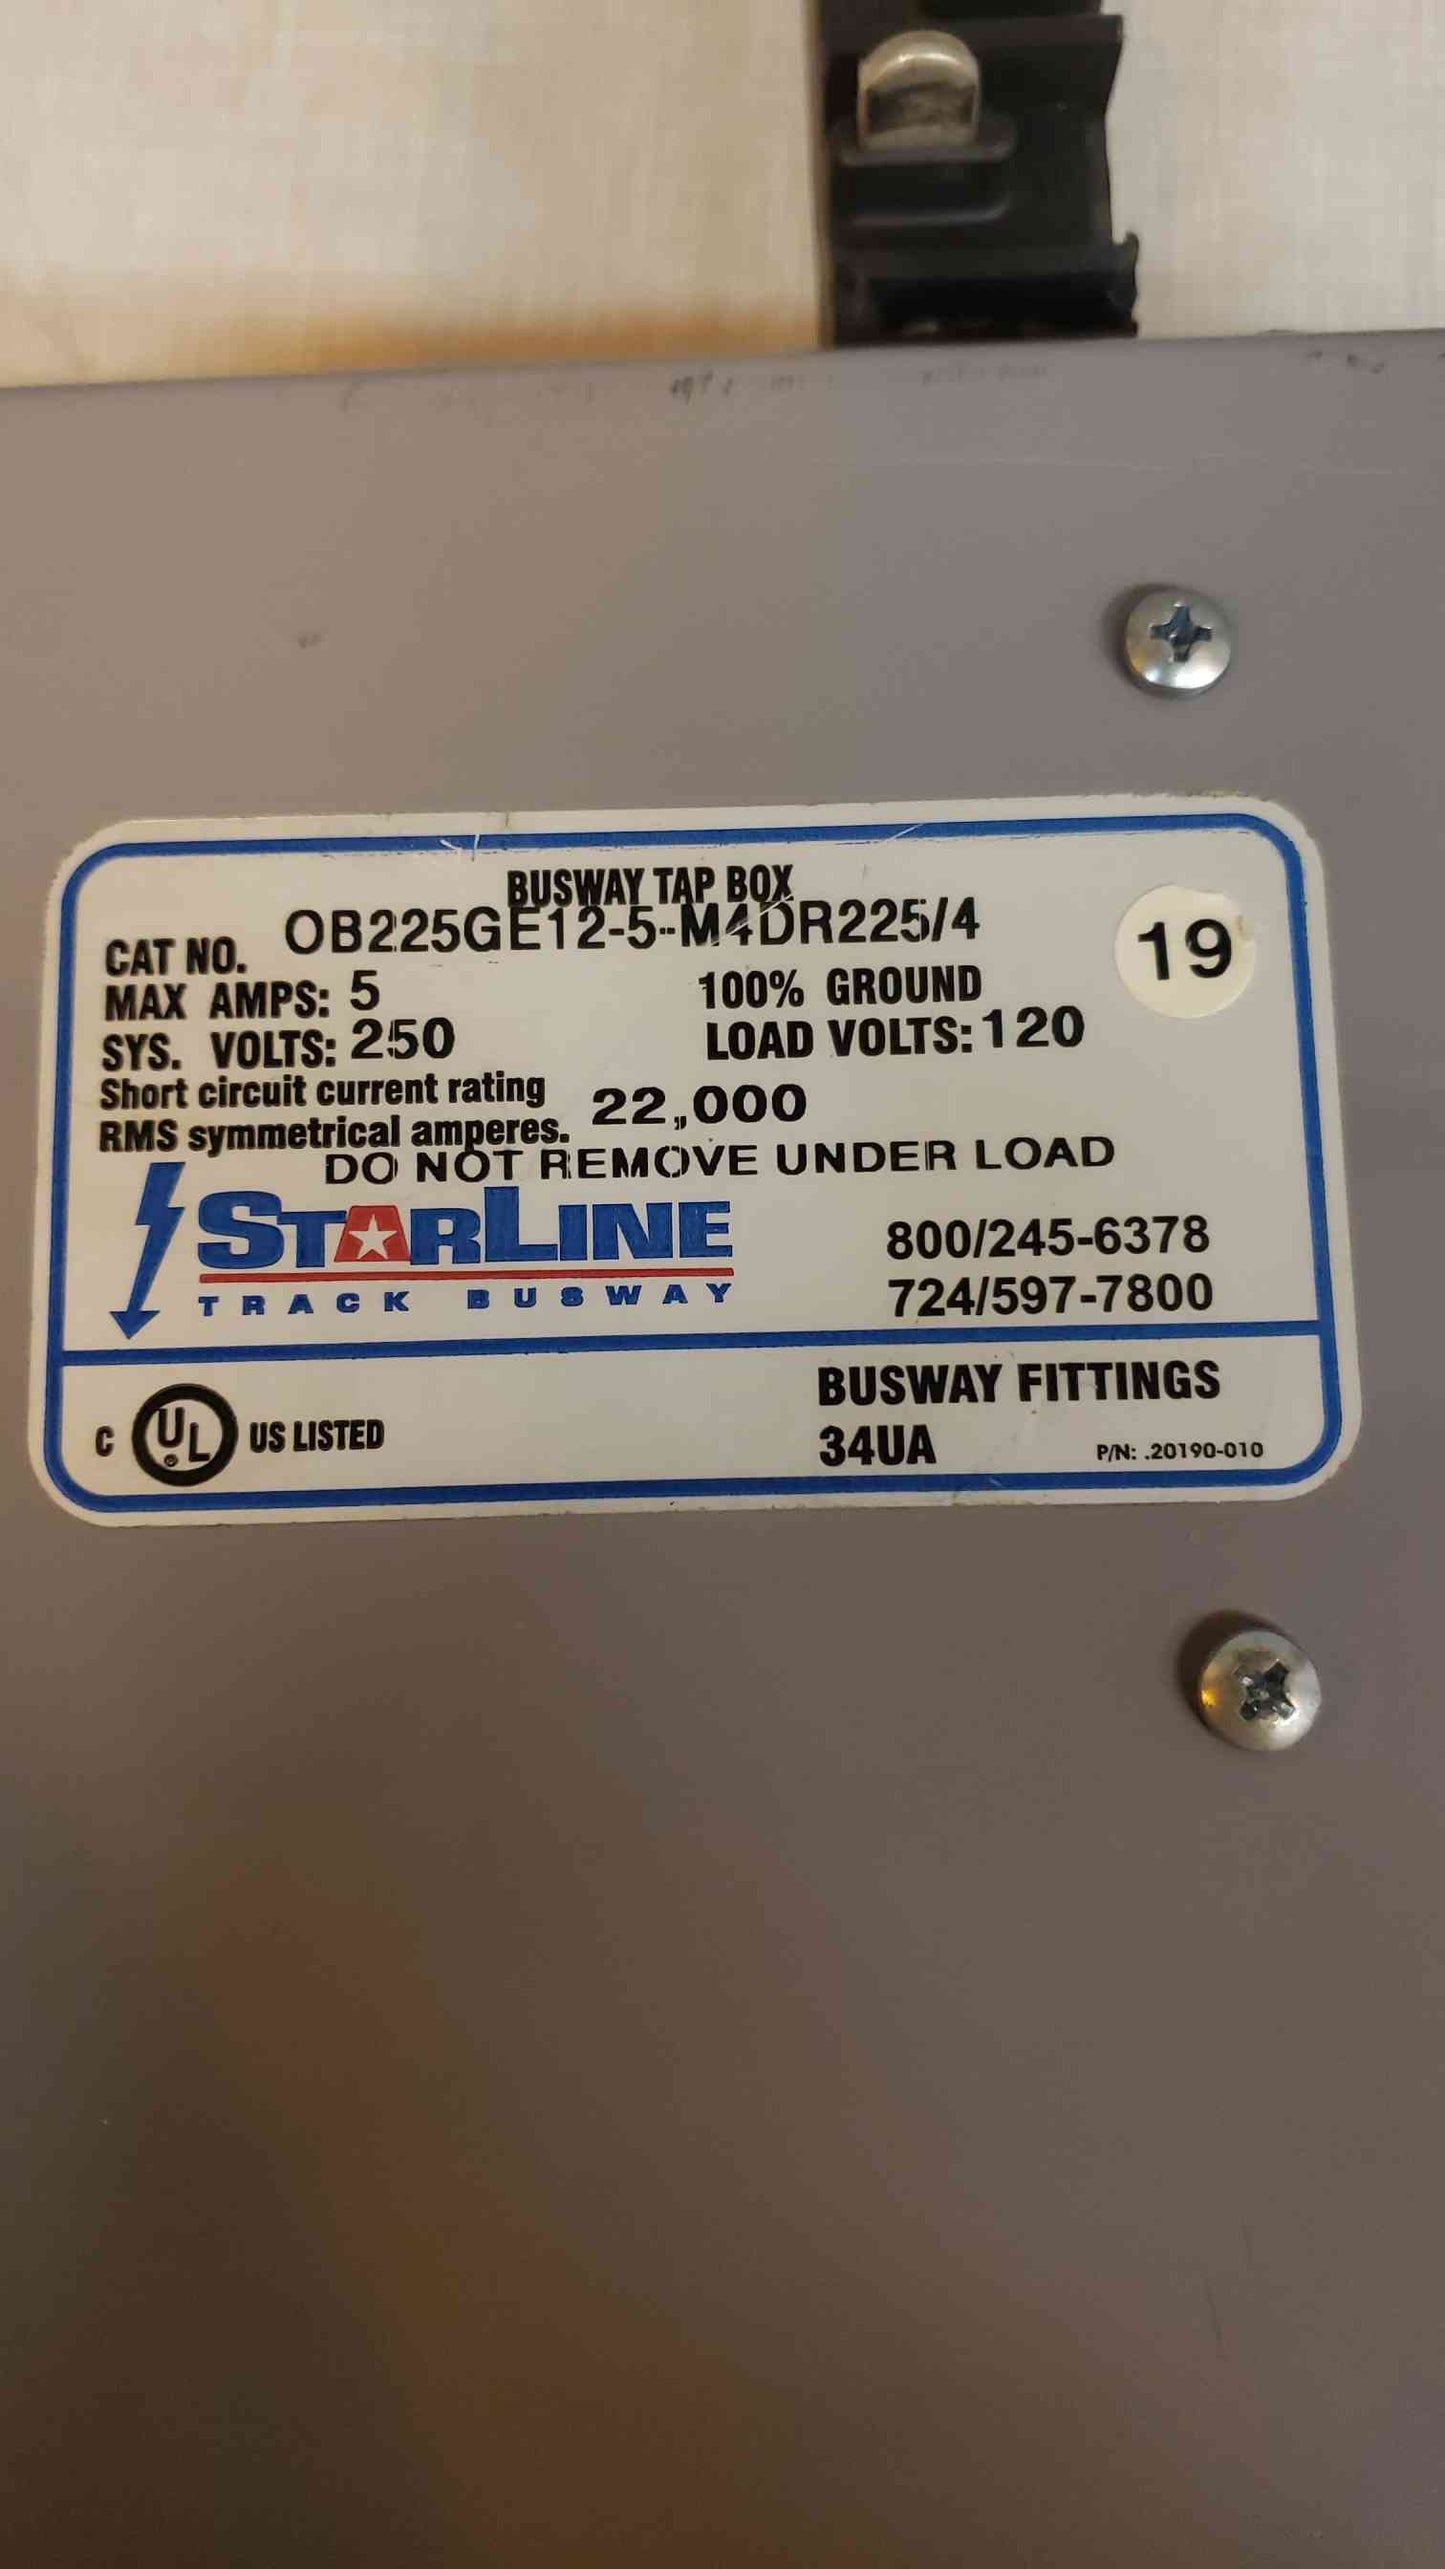 BUSWAY TAP BOX
CAT NO. OB225GE12-5-M4DR225/4
19
MAX AMPS: 5 100% GROUND
SYS. VOLTS: 250 LOAD VOLTS: 120
Short circuit current rating
RMS symmetrical amperes. 22,000
DO NOT REMOVE UNDER LOAD
STARLINE
TRACK BUSWAY
800/245-6378
724/597-7800
C UL US LISTED
BUSWAY FITTINGS
34UA
P/N: .20190-010